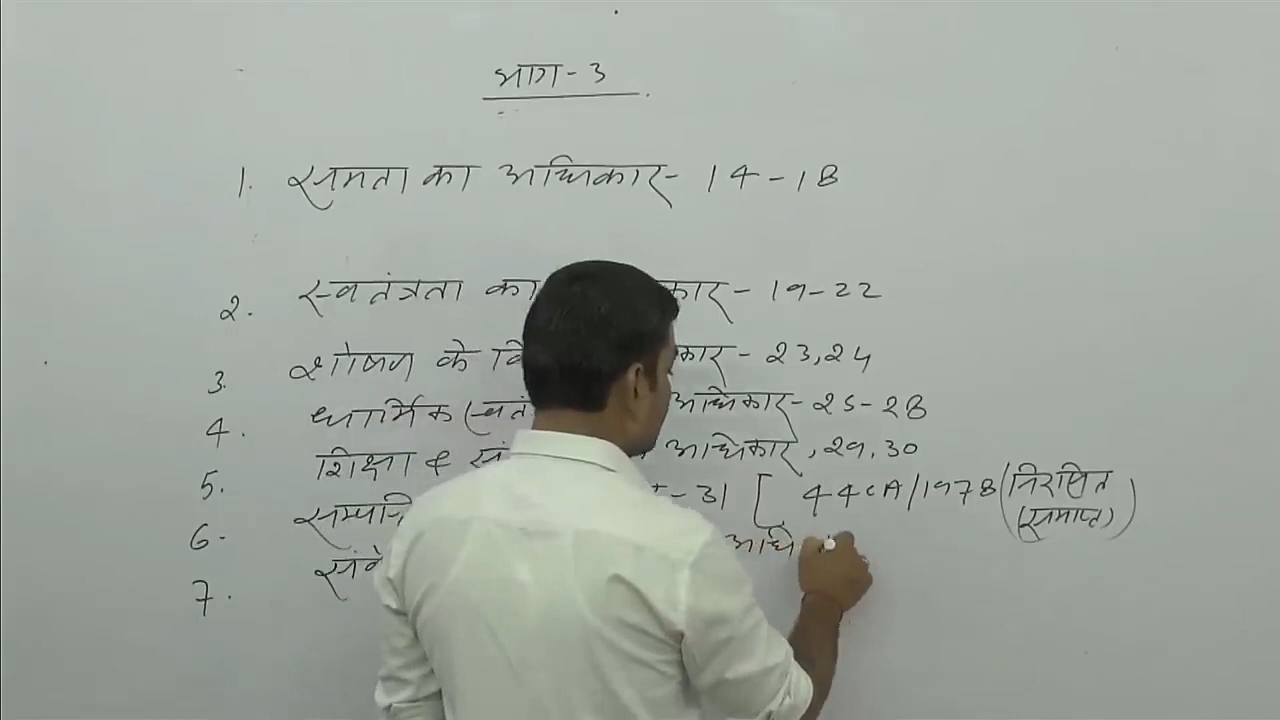 भाग - 3
1. समता का अधिकार - 14 - 18
2. स्वतंत्रता का कार - 19 - 22
3. शोषण के वि कार - 23, 24
4. धार्मिक स्वतं अधिकार - 25 - 28
5. शिक्षा & सं अधिकार, 29, 30
6. सम्पत्ति - 31 [ 44 CA / 1978 (निरसित (समाप्त)
7. संवै अधि